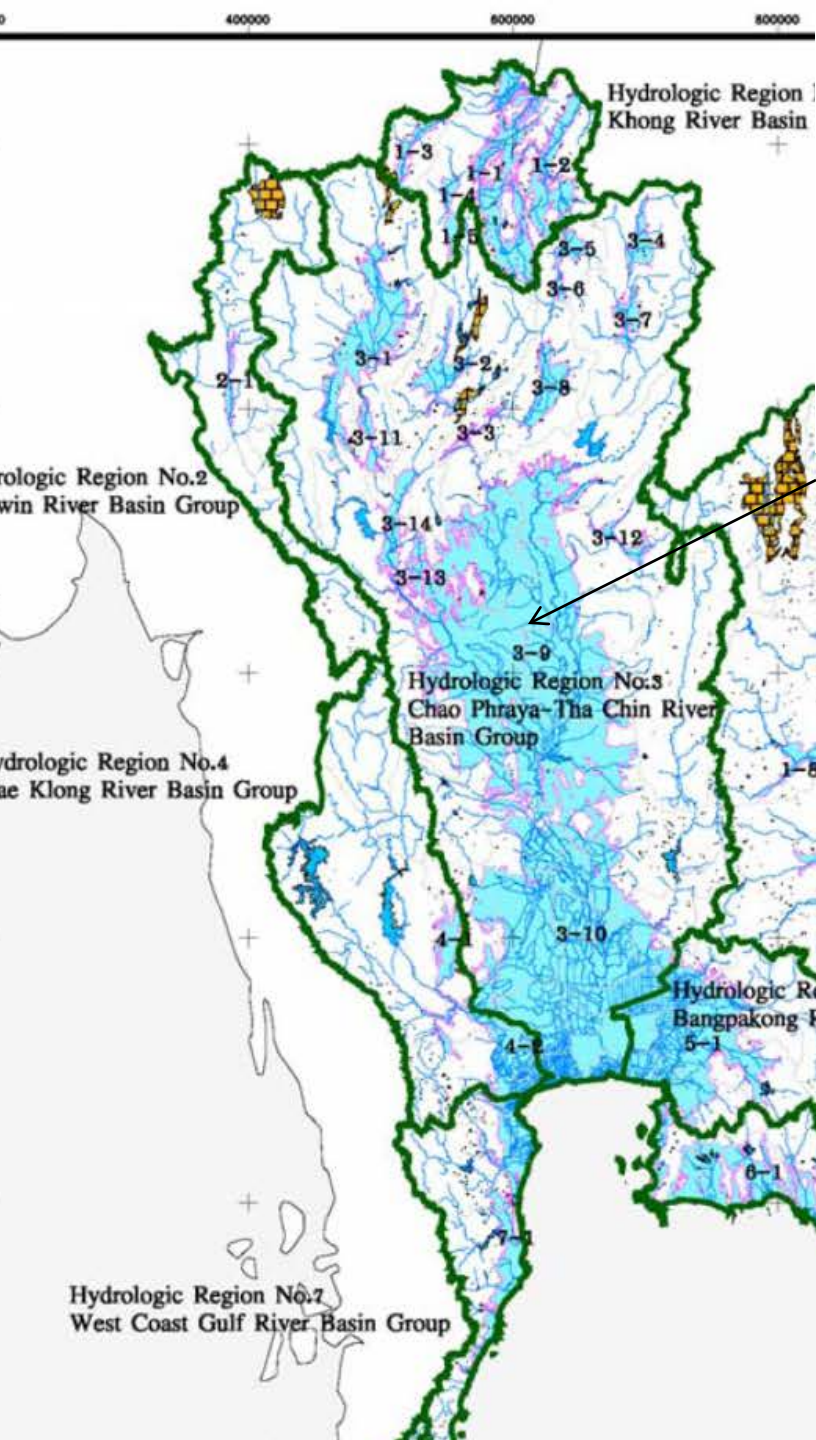 400000
600000
800000
Hydrologic Region
Khong River Basin
1-3
1-1
1-2
1-4
1-5
3-5
3-4
3-6
3-7
3-1
3-2
2-1
3-8
3-11
3-3
rologic Region No.2
win River Basin Group
3-14
3-12
3-13
3-9
Hydrologic Region No.3
Chao Phraya-Tha Chin River
Basin Group
ydrologic Region No.4
ae Klong River Basin Group
1-8
4-1
3-10
Hydrologic Re
Bangpakong
4-2
5-1
6-1
7-1
Hydrologic Region No.7
West Coast Gulf River Basin Group